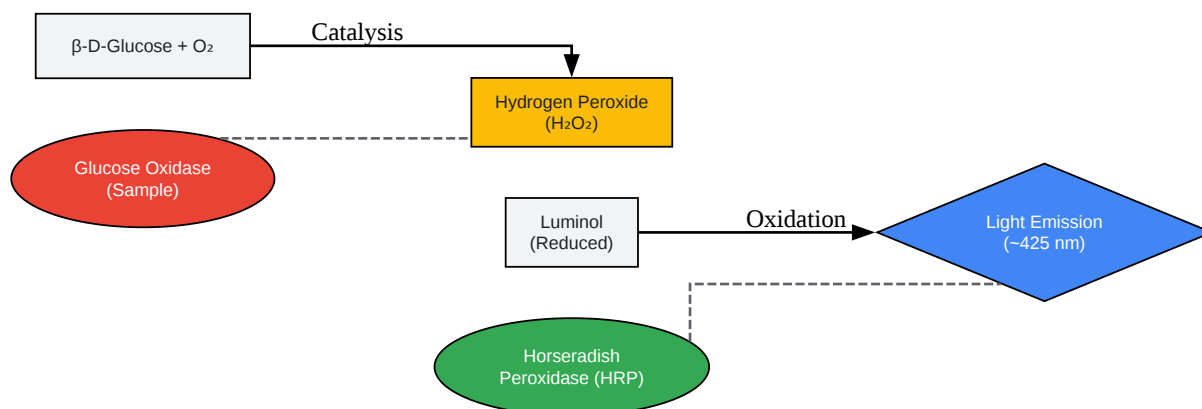 β-D-Glucose + O₂
Catalysis
Hydrogen Peroxide
(H₂O₂)
Glucose Oxidase
(Sample)
Luminol
(Reduced)
Oxidation
Light Emission
(~425 nm)
Horseradish
Peroxidase (HRP)